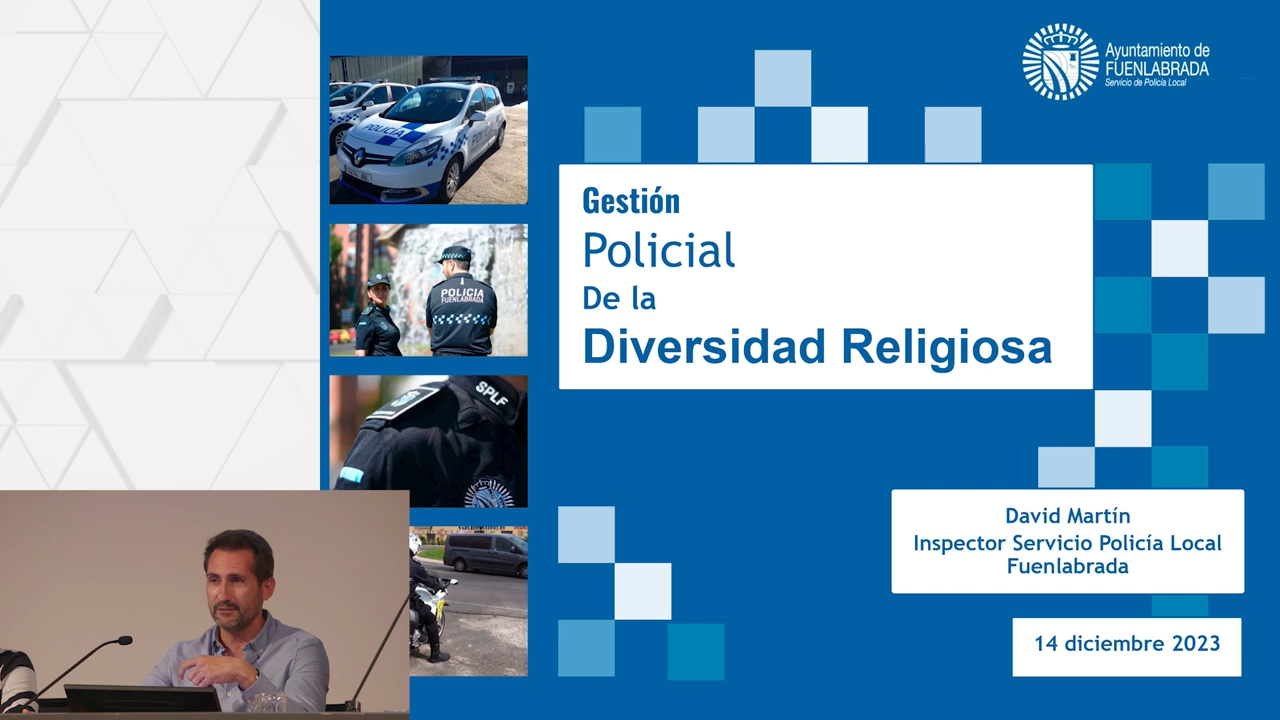 Ayuntamiento de
FUENLABRADA
Servicio de Policía Local
POLICIA
Gestión
Policial
De la
Diversidad Religiosa
POLICIA
FUENLABRADA
SPLF
David Martín
Inspector Servicio Policía Local
Fuenlabrada
14 diciembre 2023